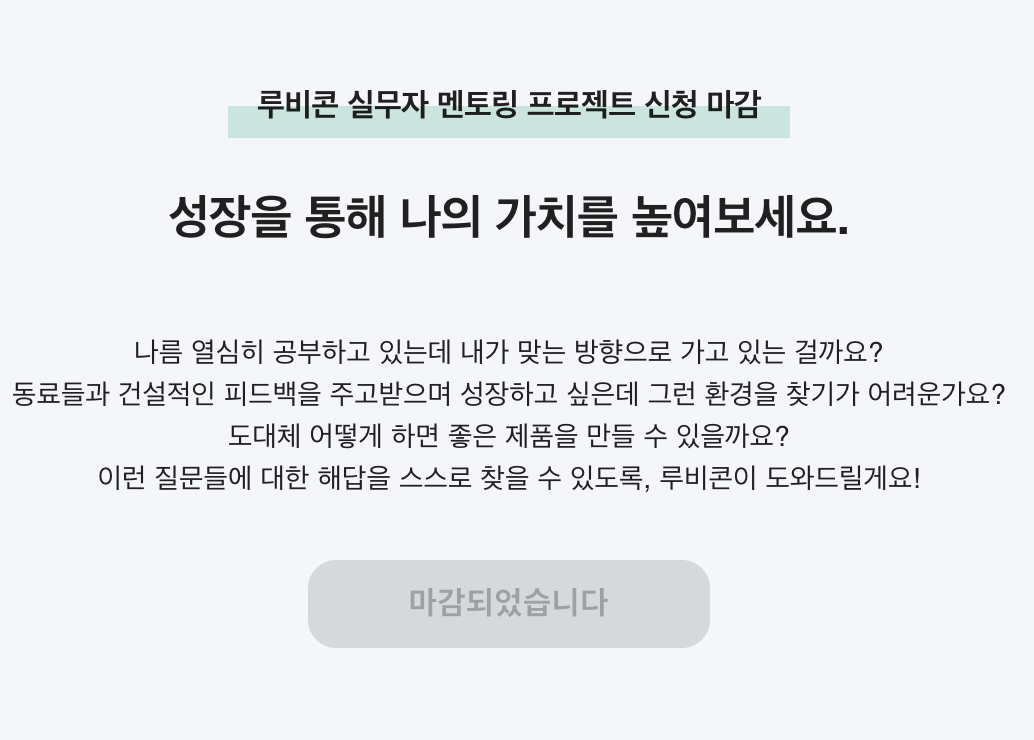 루비콘 실무자 멘토링 프로젝트 신청 마감
성장을 통해 나의 가치를 높여보세요.
나름 열심히 공부하고 있는데 내가 맞는 방향으로 가고 있는 걸까요?
동료들과 건설적인 피드백을 주고받으며 성장하고 싶은데 그런 환경을 찾기가 어려운가요?
도대체 어떻게 하면 좋은 제품을 만들 수 있을까요?
이런 질문들에 대한 해답을 스스로 찾을 수 있도록, 루비콘이 도와드릴게요!
마감되었습니다